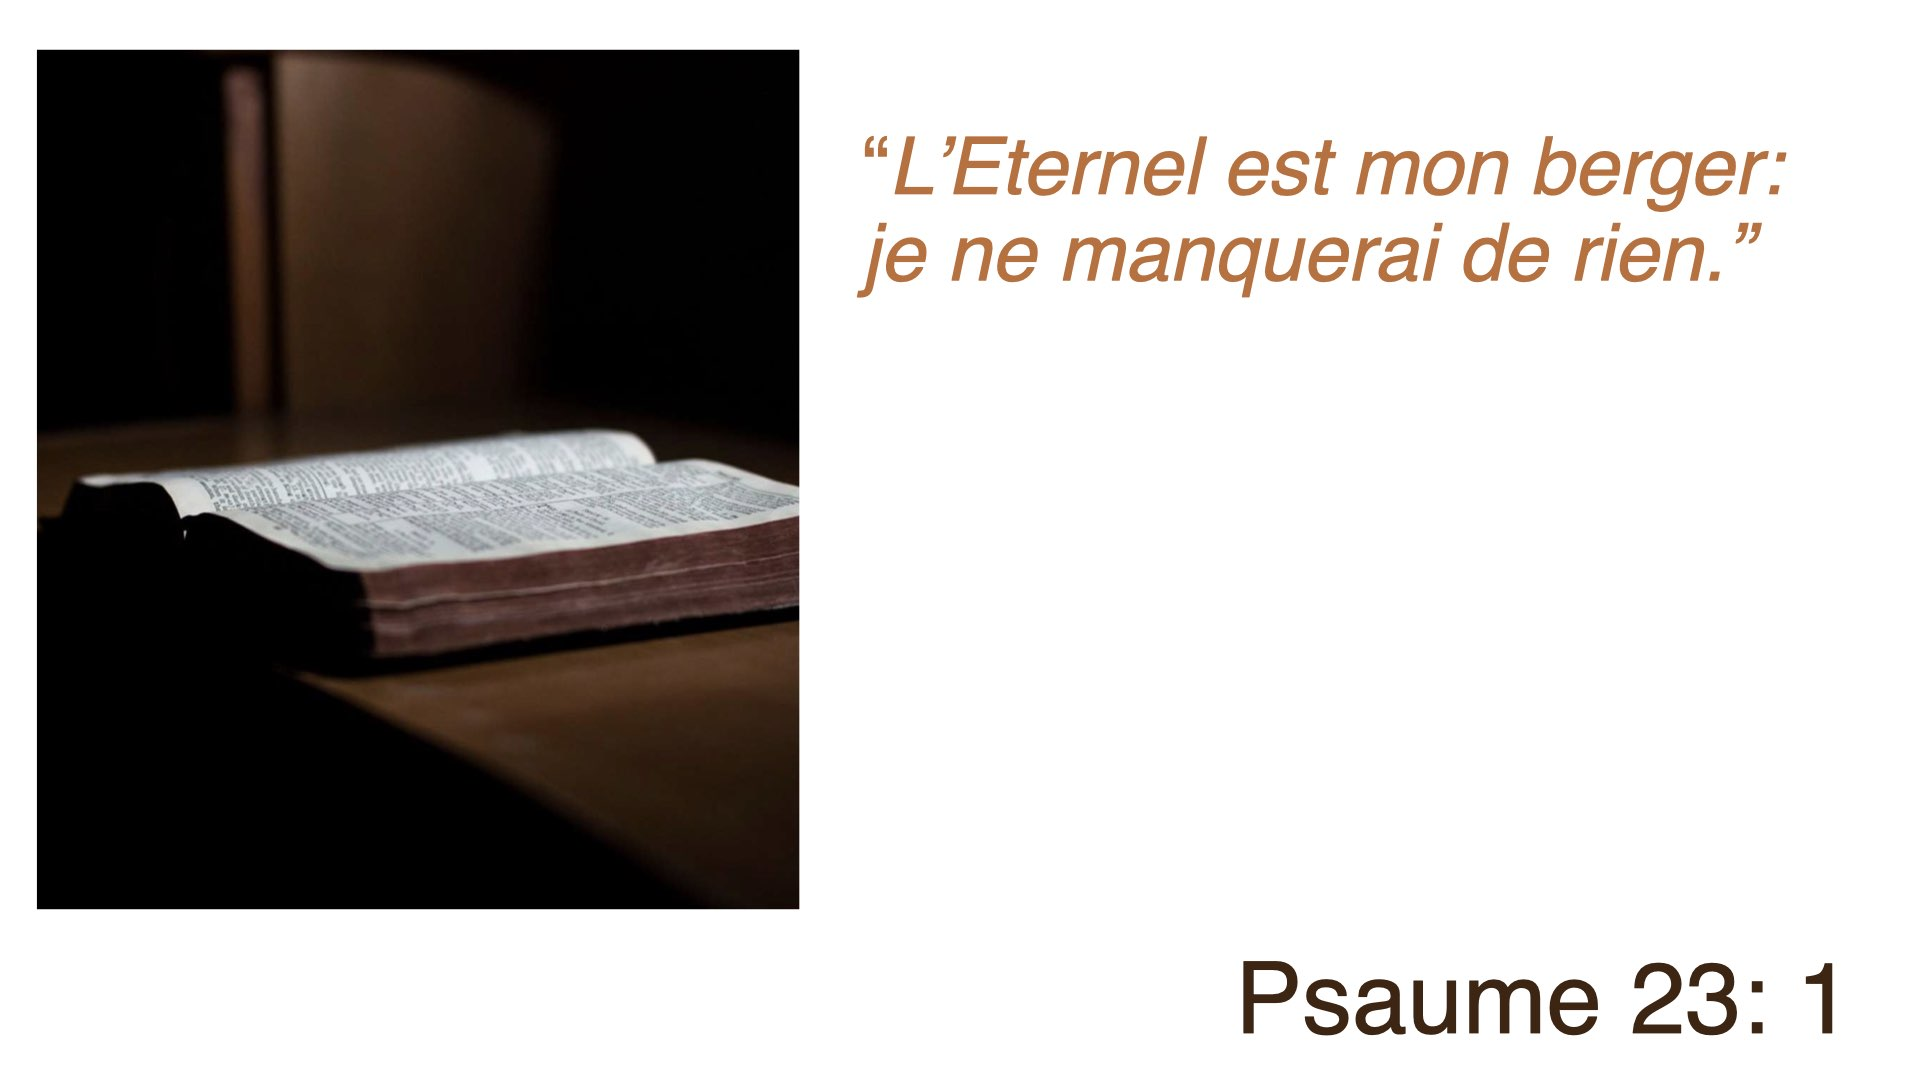 “L’Eternel est mon berger:
je ne manquerai de rien.”
Psaume 23: 1